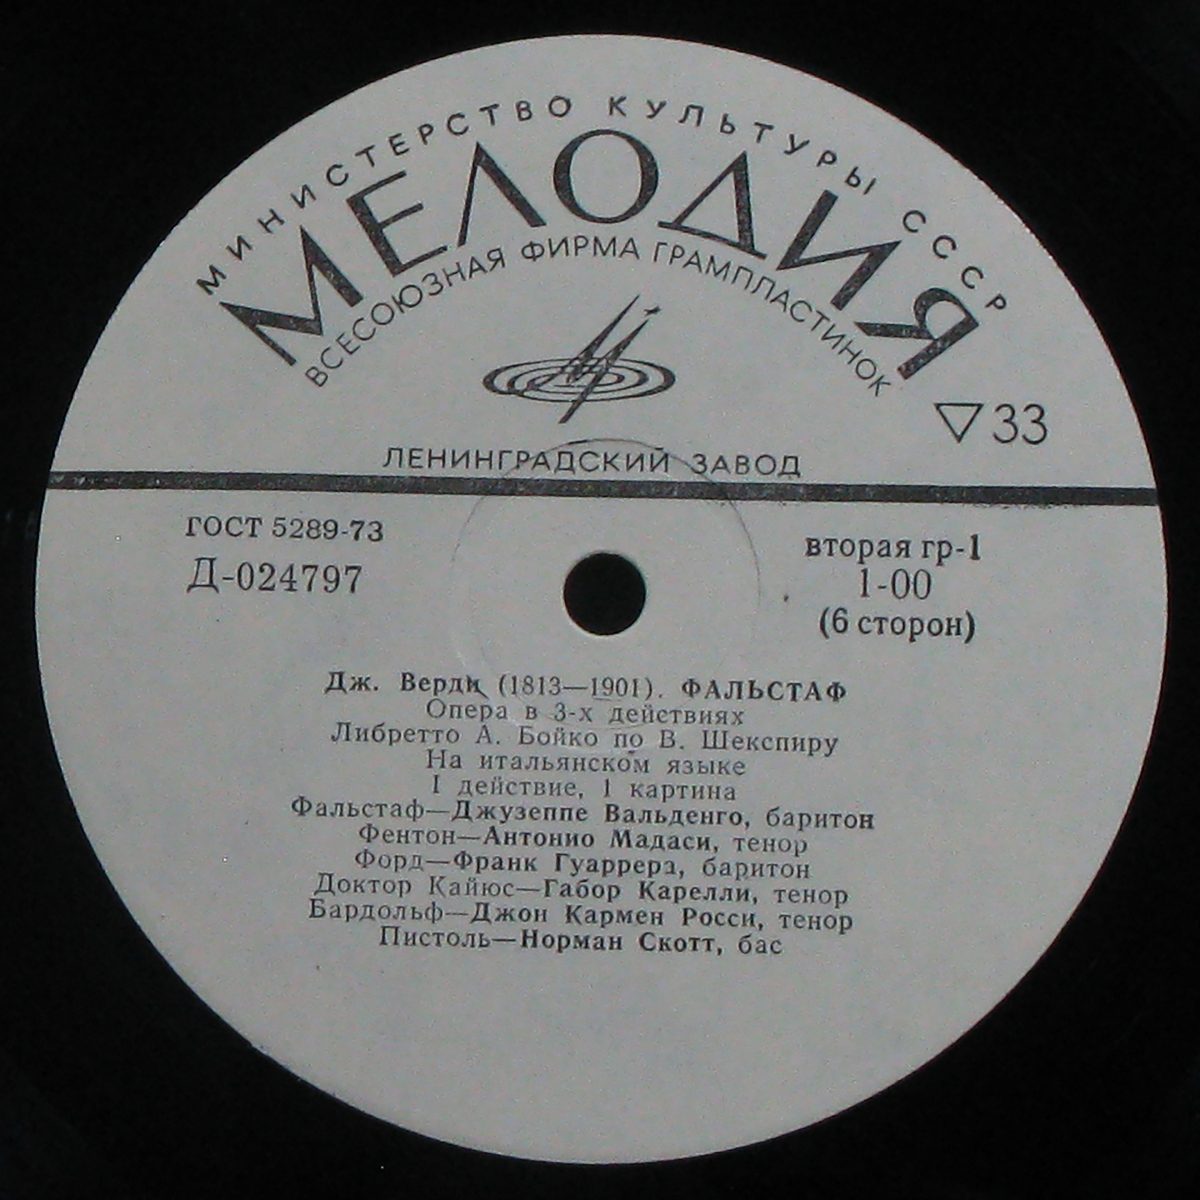 МИНИСТЕРСТВО КУЛЬТУРЫ СССР
МЕЛОДИЯ
ВСЕСОЮЗНАЯ ФИРМА ГРАМПЛАСТИНОК
▽33
ЛЕНИНГРАДСКИЙ ЗАВОД
ГОСТ 5289-73
Д-024797
вторая гр-1
1-00
(6 сторон)
Дж. Верди (1813—1901). ФАЛЬСТАФ
Опера в 3-х действиях
Либретто А. Бойко по В. Шекспиру
На итальянском языке
I действие, 1 картина
Фальстаф—Джузеппе Вальденго, баритон
Фентон—Антонио Мадаси, тенор
Форд—Франк Гуаррера, баритон
Доктор Кайюс—Габор Карелли, тенор
Бардольф—Джон Кармен Росси, тенор
Пистоль—Норман Скотт, бас